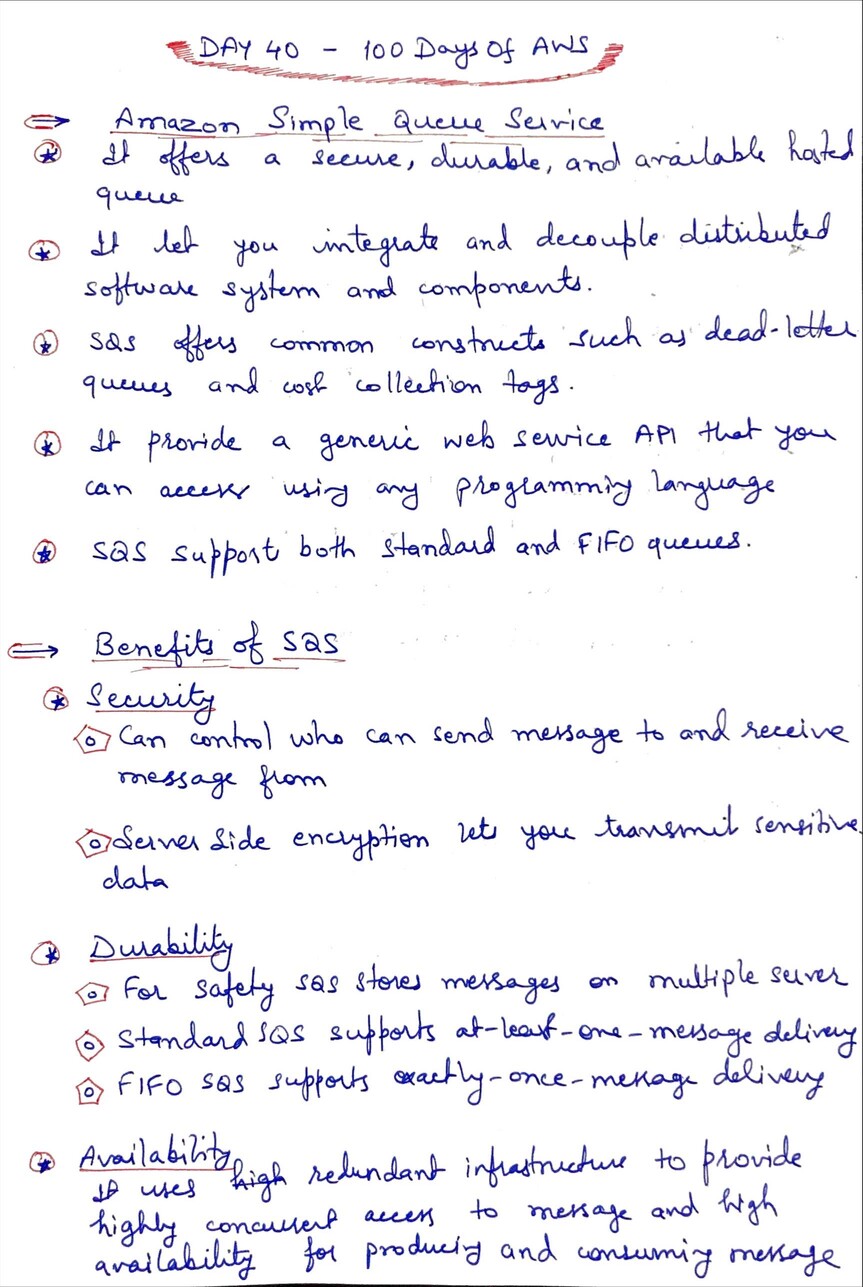 DAY 40 - 100 Days Of AWS
Amazon Simple Queue Service
It offers a secure, durable, and available hosted
queue
It let you integrate and decouple distributed
software system and components.
SQS offers common constructs such as dead-letter
queues and cost collection tags.
It provide a generic web service API that you
can access using any programming language
SQS support both standard and FIFO queues.
Benefits of SQS
Security
Can control who can send message to and receive
message from
Server side encryption lets you transmit sensitive
data
Durability
For safety SQS stores messages on multiple server
Standard SQS supports at-least-one-message delivery
FIFO SQS supports exactly-once-message delivery
Availability
It uses high redundant infrastructure to provide
highly concurrent access to message and high
availability for producing and consuming message